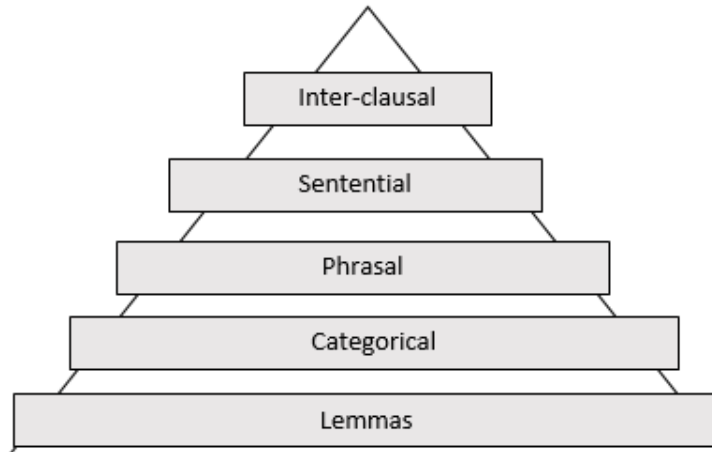 Inter-clausal
Sentential
Phrasal
Categorical
Lemmas